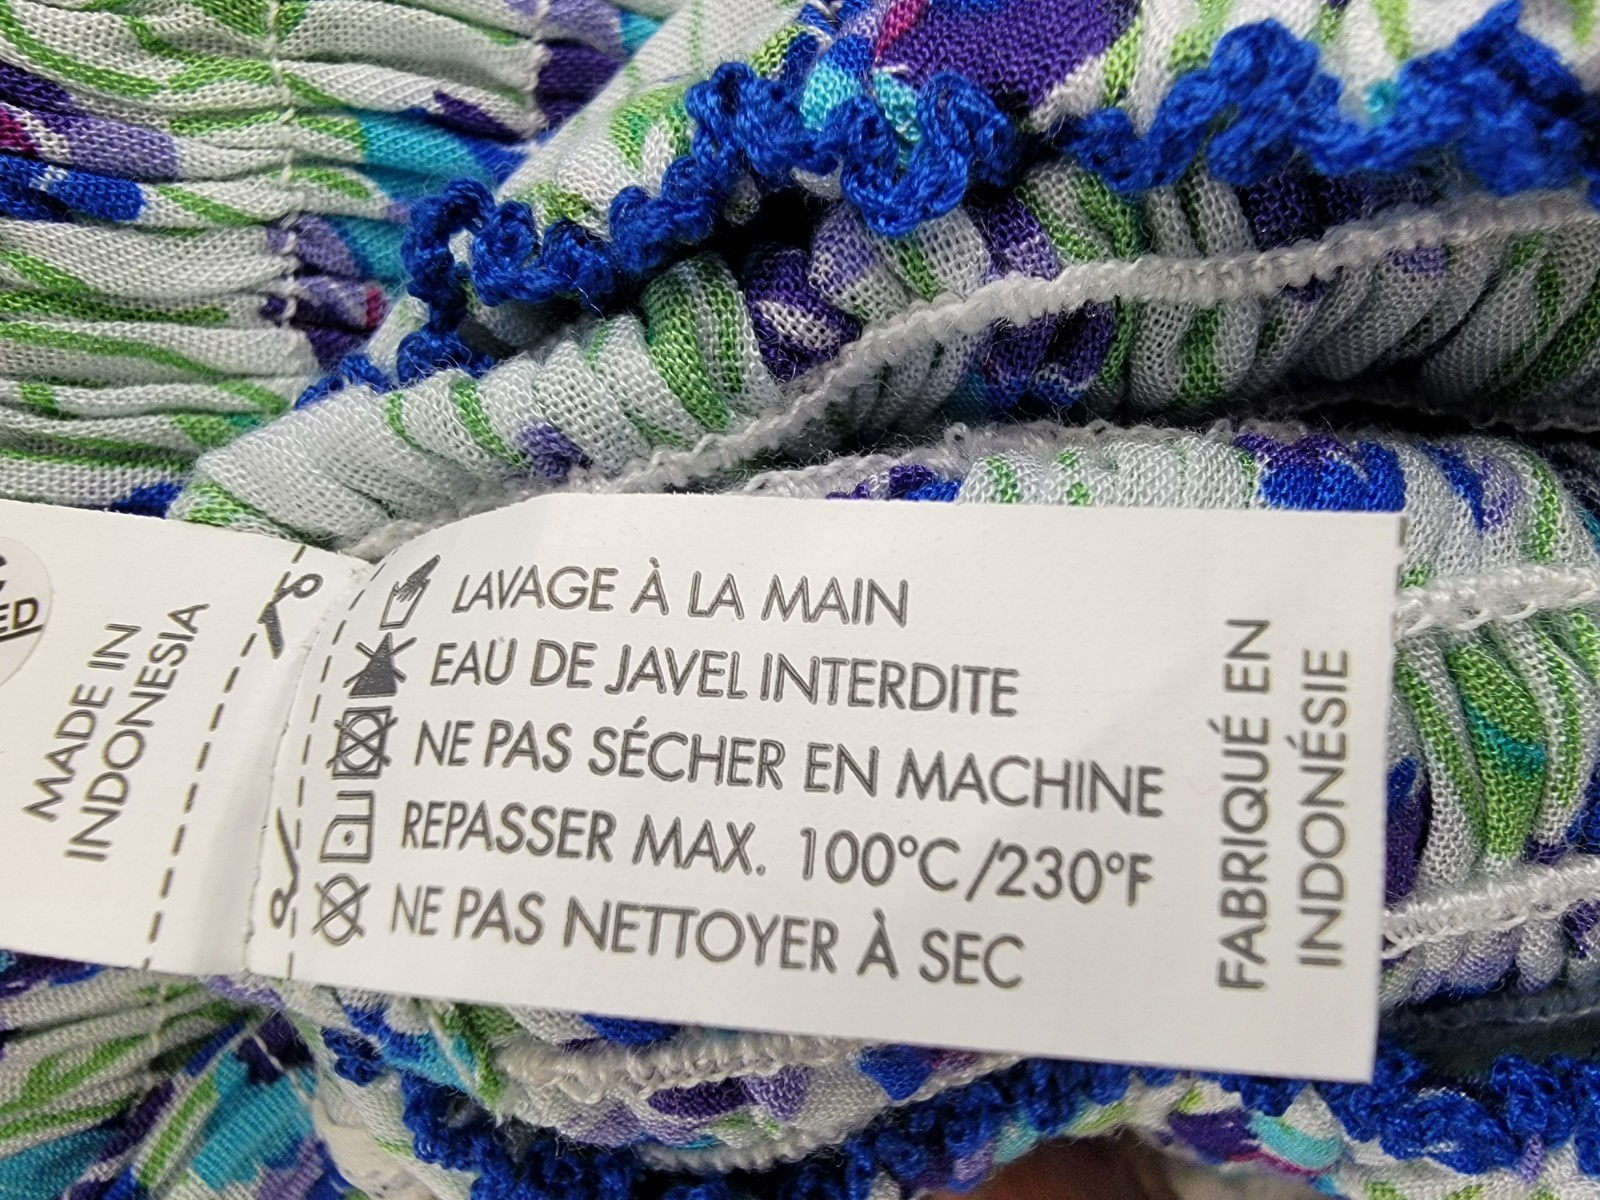 ED
MADE IN
INDONESIA
LAVAGE À LA MAIN
EAU DE JAVEL INTERDITE
NE PAS SÉCHER EN MACHINE
REPASSER MAX. 100°C/230°F
NE PAS NETTOYER À SEC
FABRIQUÉ EN
INDONÉSIE